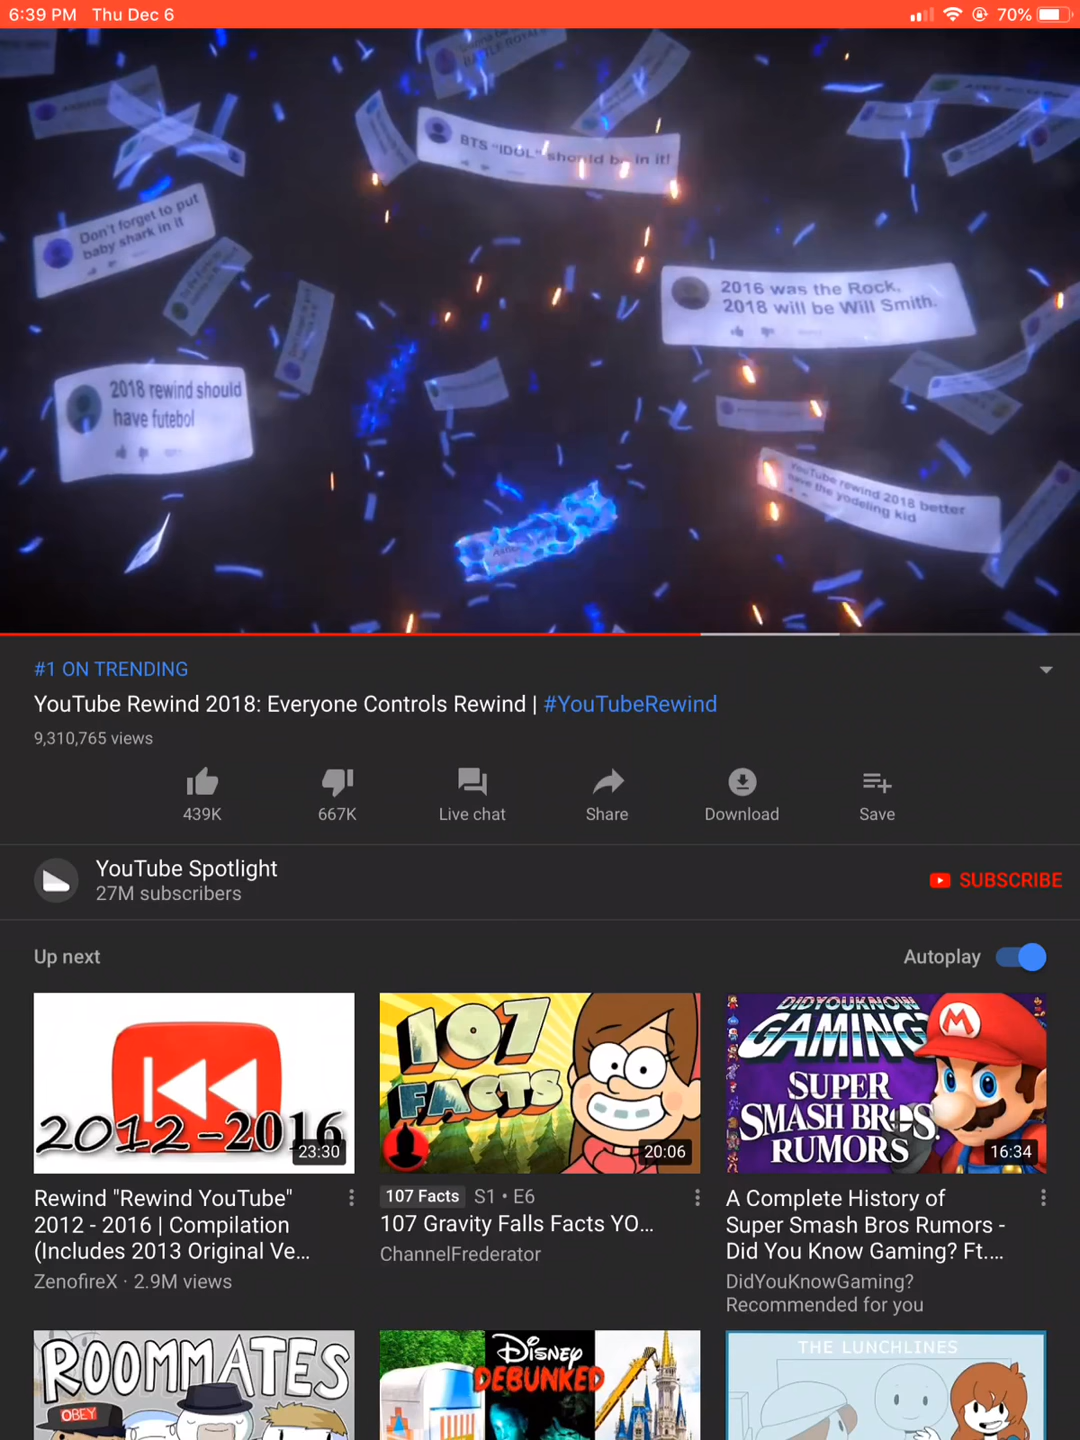 6:39 PM Thu Dec 6
70%
BATTLE ROYALE
BTS "IDOL" should be in it!
Don't forget to put
baby shark in it
2016 was the Rock,
2018 will be Will Smith.
2018 rewind should
have futebol
YouTube rewind 2018 better
have the yodeling kid
#1 ON TRENDING
YouTube Rewind 2018: Everyone Controls Rewind | #YouTubeRewind
9,310,765 views
439K
667K
Live chat
Share
Download
Save
YouTube Spotlight
27M subscribers
SUBSCRIBE
Up next
Autoplay
2012-2016
23:30
107
FACTS
20:06
DIDYOUKNOW
GAMING?
SUPER
SMASH BROS.
RUMORS
16:34
Rewind "Rewind YouTube"
2012 - 2016 | Compilation
(Includes 2013 Original Ve...
ZenofireX · 2.9M views
107 Facts S1 • E6
107 Gravity Falls Facts YO...
ChannelFrederator
A Complete History of
Super Smash Bros Rumors -
Did You Know Gaming? Ft....
DidYouKnowGaming?
Recommended for you
ROOMMATES
OBEY
Disney
DEBUNKED
THE LUNCHLINES